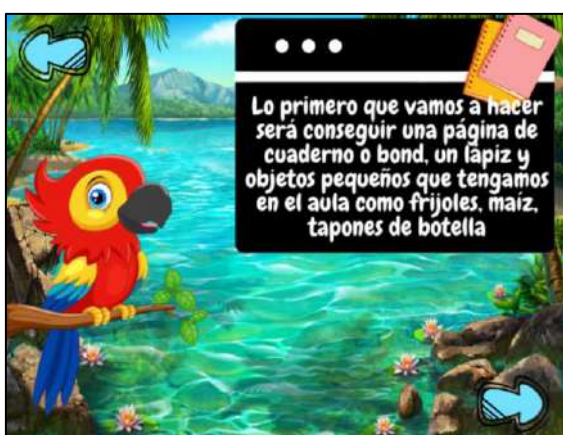 Lo primero que vamos a hacer
será conseguir una página de
cuaderno o bond, un lápiz y
objetos pequeños que tengamos
en el aula como frijoles, maíz,
tapones de botella